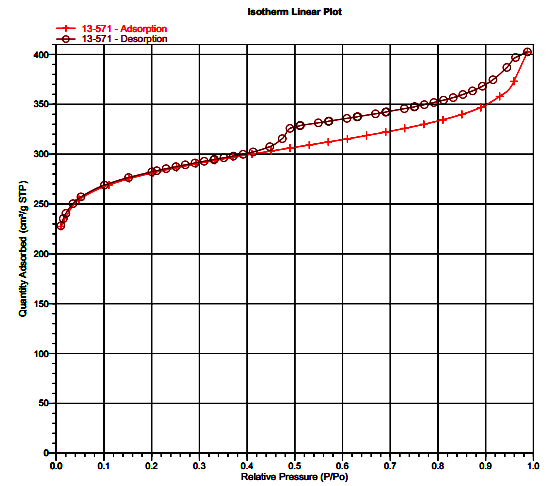 Isotherm Linear Plot
13-571 - Adsorption
13-571 - Desorption
400
350
300
250
200
150
100
50
0
Quantity Adsorbed (cm³/g STP)
0.0 0.1 0.2 0.3 0.4 0.5 0.6 0.7 0.8 0.9 1.0
Relative Pressure (P/Po)